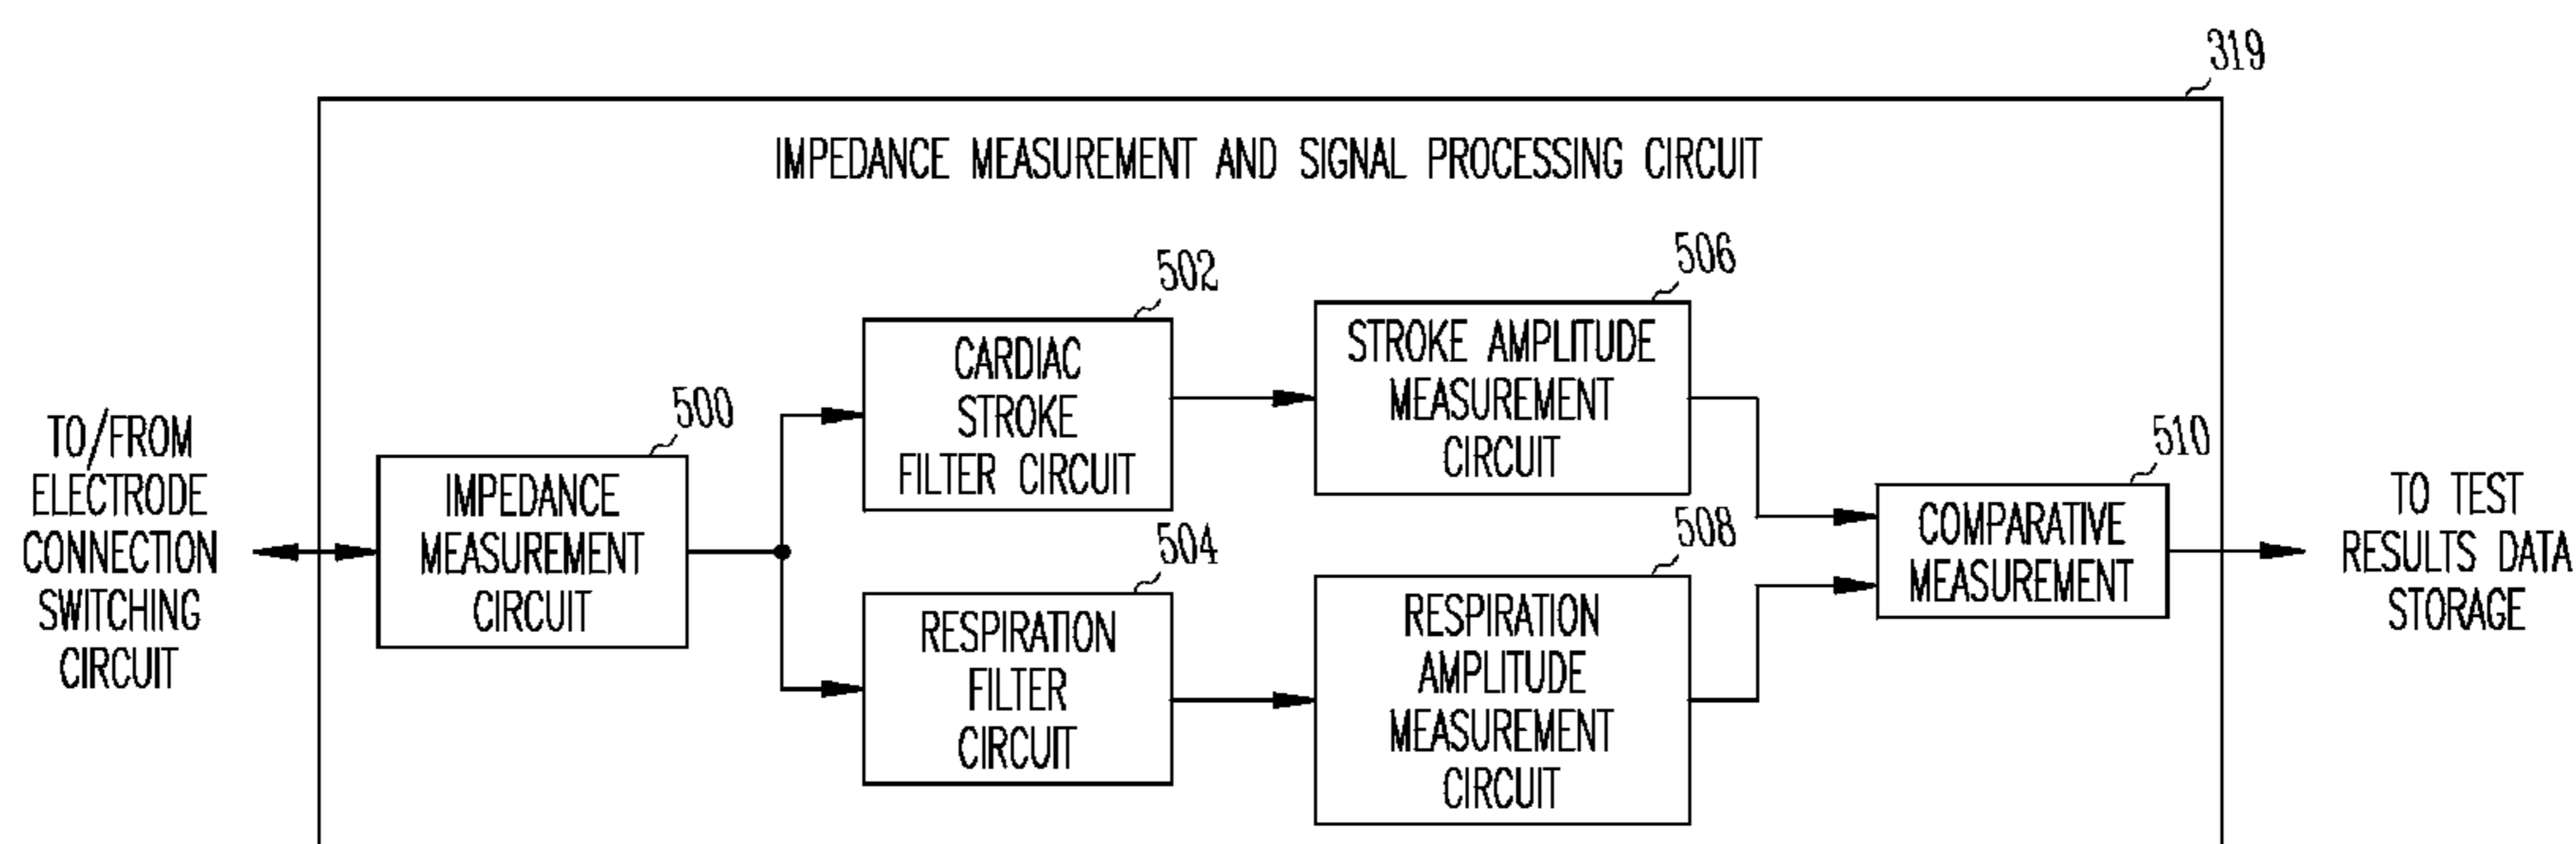 319
IMPEDANCE MEASUREMENT AND SIGNAL PROCESSING CIRCUIT
TO/FROM
ELECTRODE
CONNECTION
SWITCHING
CIRCUIT
500
IMPEDANCE
MEASUREMENT
CIRCUIT
502
CARDIAC
STROKE
FILTER CIRCUIT
504
RESPIRATION
FILTER
CIRCUIT
506
STROKE AMPLITUDE
MEASUREMENT
CIRCUIT
508
RESPIRATION
AMPLITUDE
MEASUREMENT
CIRCUIT
510
COMPARATIVE
MEASUREMENT
TO TEST
RESULTS DATA
STORAGE